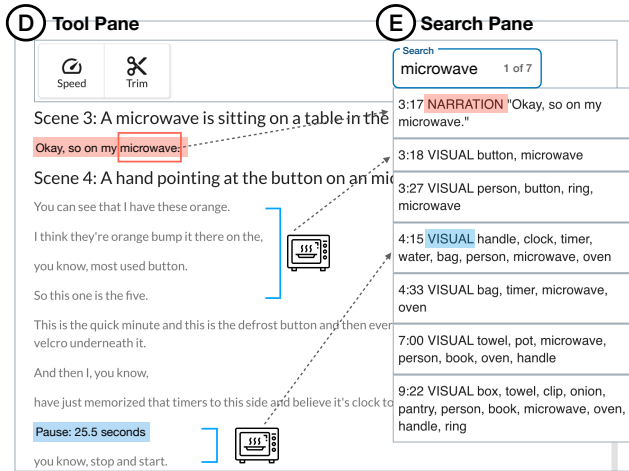 D Tool Pane
Speed
Trim
Scene 3: A microwave is sitting on a table in the
Okay, so on my microwave.
Scene 4: A hand pointing at the button on an mic
You can see that I have these orange.
I think they're orange bump it there on the,
you know, most used button.
So this one is the five.
This is the quick minute and this is the defrost button and then ever
velcro underneath it.
And then I, you know,
have just memorized that timers to this side and believe it's clock to
Pause: 25.5 seconds
you know, stop and start.
E Search Pane
Search
microwave 1 of 7
3:17 NARRATION "Okay, so on my
microwave."
3:18 VISUAL button, microwave
3:27 VISUAL person, button, ring,
microwave
4:15 VISUAL handle, clock, timer,
water, bag, person, microwave, oven
4:33 VISUAL bag, timer, microwave,
oven
7:00 VISUAL towel, pot, microwave,
person, book, oven, handle
9:22 VISUAL box, towel, clip, onion,
pantry, person, book, microwave, oven,
handle, ring